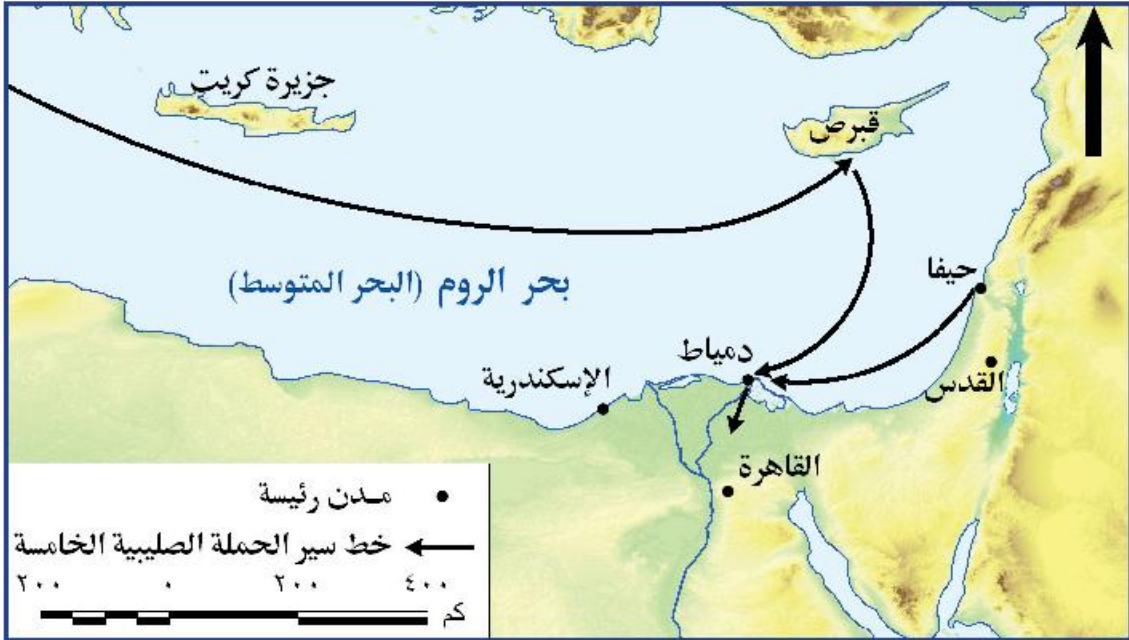 جزيرة كريت
قبرص
بحر الروم (البحر المتوسط)
حيفا
دمياط
القدس
الإسكندرية
القاهرة
مـدن رئيسة
خط سير الحملة الصليبية الخامسة
٢٠٠ ٠ ٢٠٠ ٤٠٠
كم